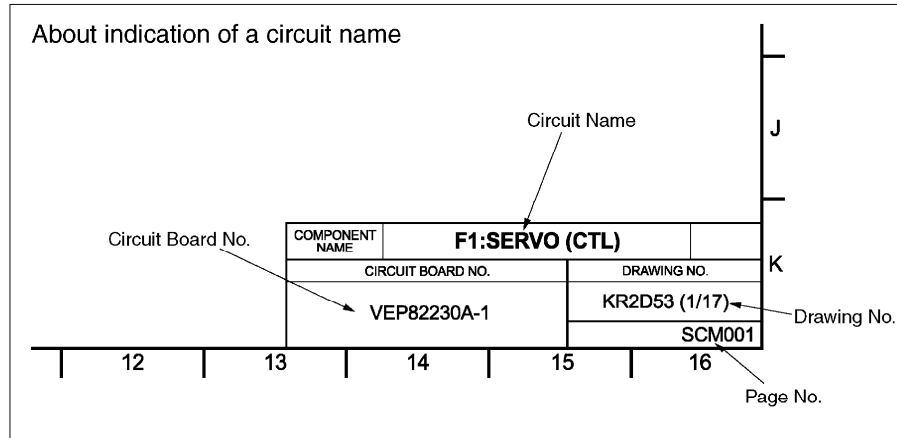 About indication of a circuit name
Circuit Name
J
Circuit Board No.
COMPONENT
NAME
F1:SERVO (CTL)
K
CIRCUIT BOARD NO.
DRAWING NO.
VEP82230A-1
KR2D53 (1/17)
Drawing No.
SCM001
12
13
14
15
16
Page No.